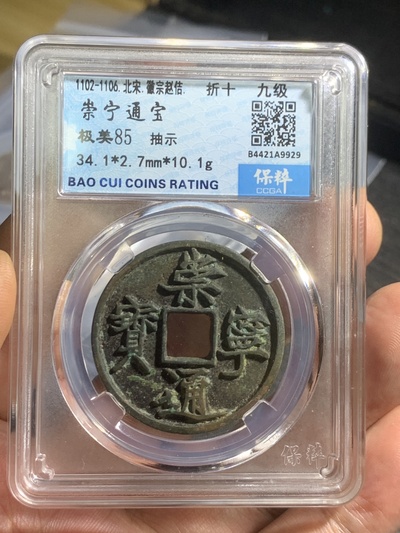 1102-1106.北宋.徽宗赵佶. 折十 九级
崇宁通宝
极美85 抽示
34.1*2.7mm*10.1g
BAO CUI COINS RATING
B4421A9929
保粹
CCGA
崇寧通寶
保粹